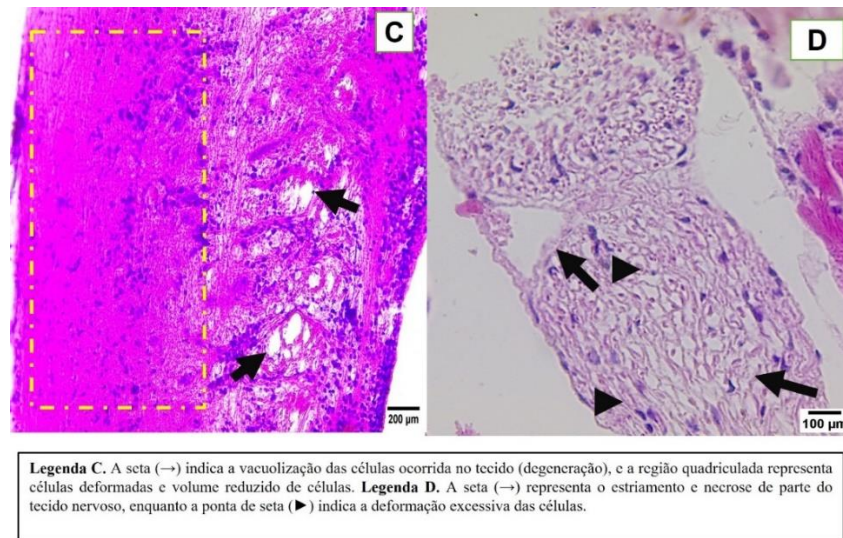 C
D
200 µm
100 µm
Legenda C. A seta (→) indica a vacuolização das células ocorrida no tecido (degeneração), e a região quadriculada representa
células deformadas e volume reduzido de células. Legenda D. A seta (→) representa o estriamento e necrose de parte do
tecido nervoso, enquanto a ponta de seta (►) indica a deformação excessiva das células.